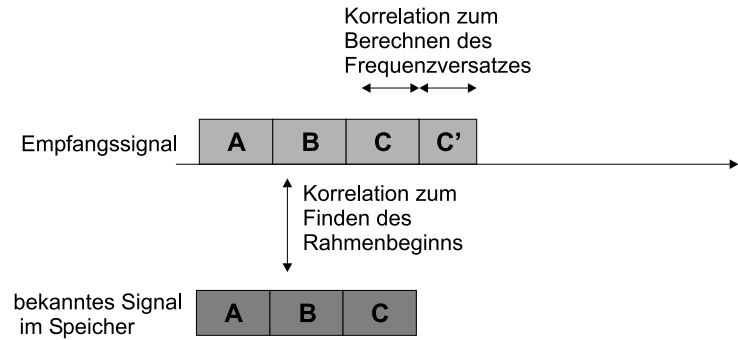 Korrelation zum
Berechnen des
Frequenzversatzes
Empfangssignal
A B C C’
Korrelation zum
Finden des
Rahmenbeginns
bekanntes Signal
im Speicher
A B C